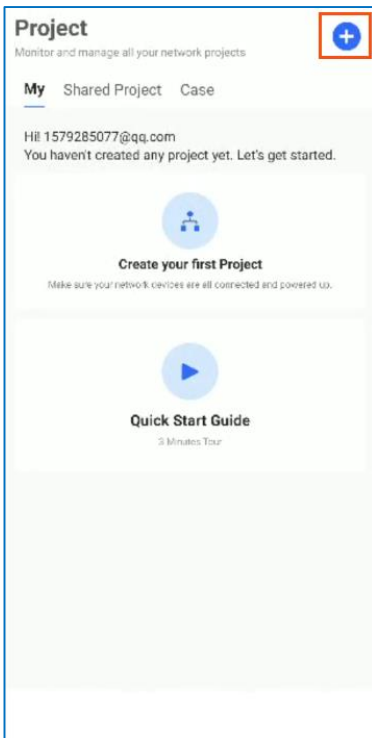 Project
Monitor and manage all your network projects
My Shared Project Case
Hi! 1579285077@qq.com
You haven't created any project yet. Let's get started.
Create your first Project
Make sure your network devices are all connected and powered up.
Quick Start Guide
3 Minutes Tour